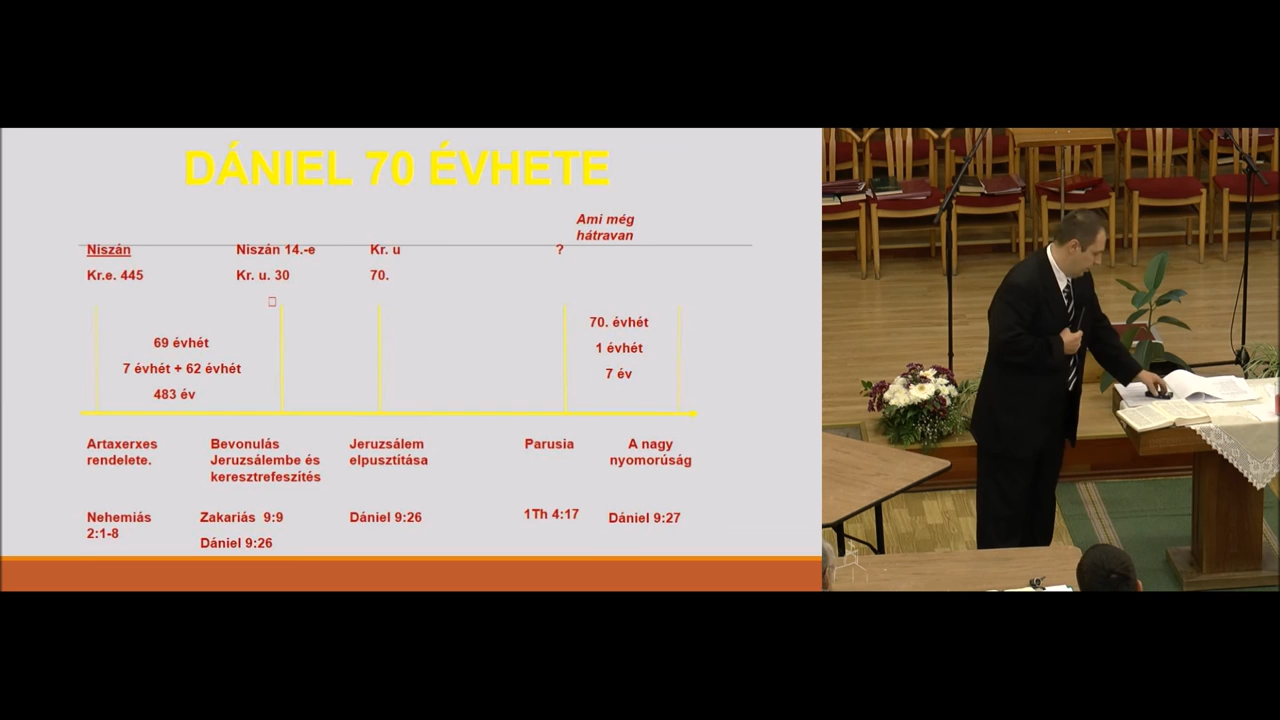 DÁNIEL 70 ÉVHETE
Ami még
hátravan
Niszán
Niszán 14.-e
Kr. u
?
Kr.e. 445
Kr. u. 30
70.
70. évhét
69 évhét
1 évhét
7 évhét + 62 évhét
7 év
483 év
Artaxerxes
rendelete.
Bevonulás
Jeruzsálembe és
keresztrefeszítés
Jeruzsálem
elpusztítása
Parusia
A nagy
nyomorúság
Nehemiás
2:1-8
Zakariás 9:9
Dániel 9:26
Dániel 9:26
1Th 4:17
Dániel 9:27